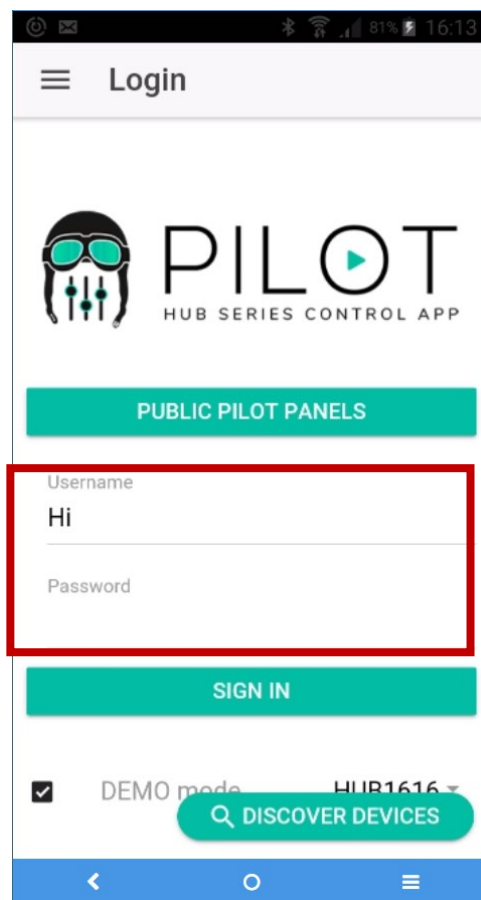 81% 16:13
Login
PILOT
HUB SERIES CONTROL APP
PUBLIC PILOT PANELS
Username
Hi
Password
SIGN IN
DEMO mode HUB1616
DISCOVER DEVICES